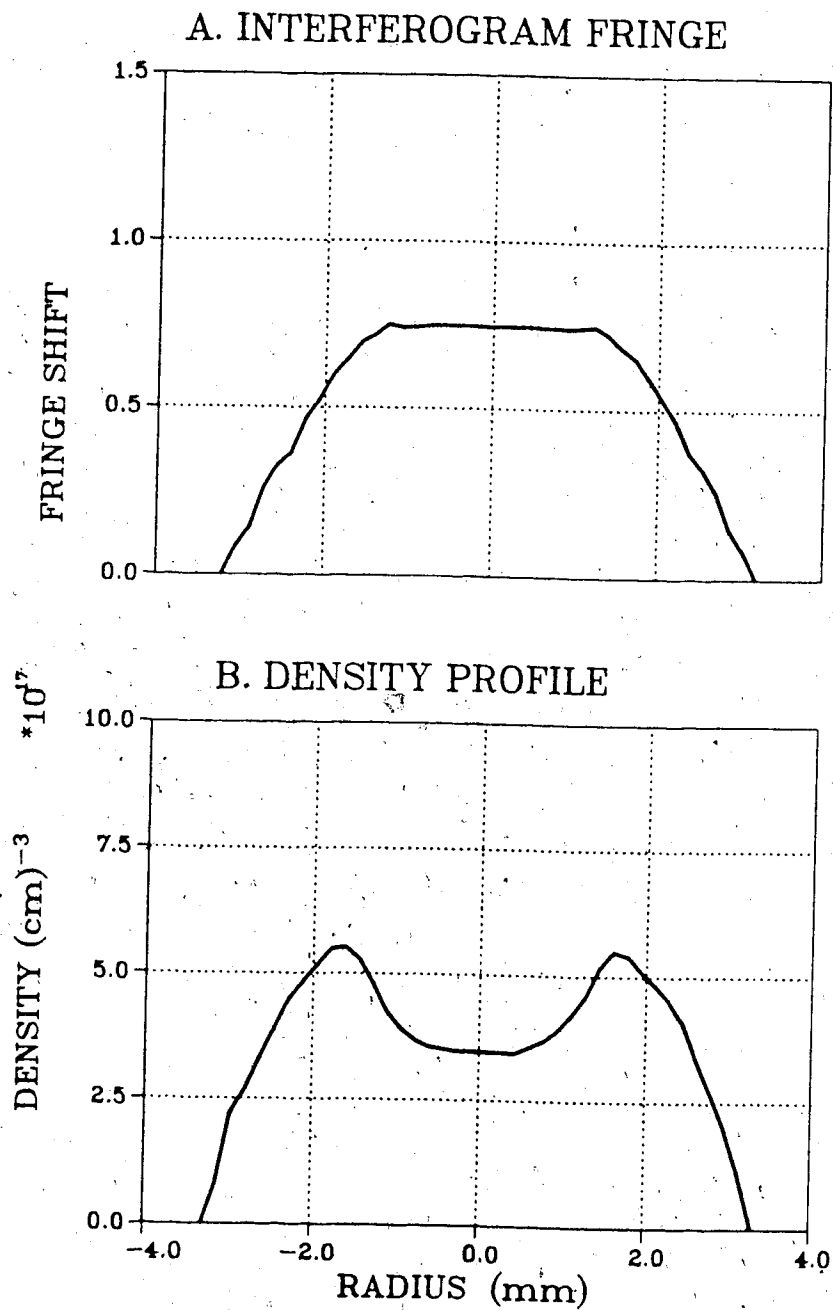 A. INTERFEROGRAM FRINGE
1.5
1.0
0.5
0.0
FRINGE SHIFT
B. DENSITY PROFILE
*10^17
10.0
7.5
5.0
2.5
0.0
DENSITY (cm)^-3
-4.0 -2.0 0.0 2.0 4.0
RADIUS (mm)